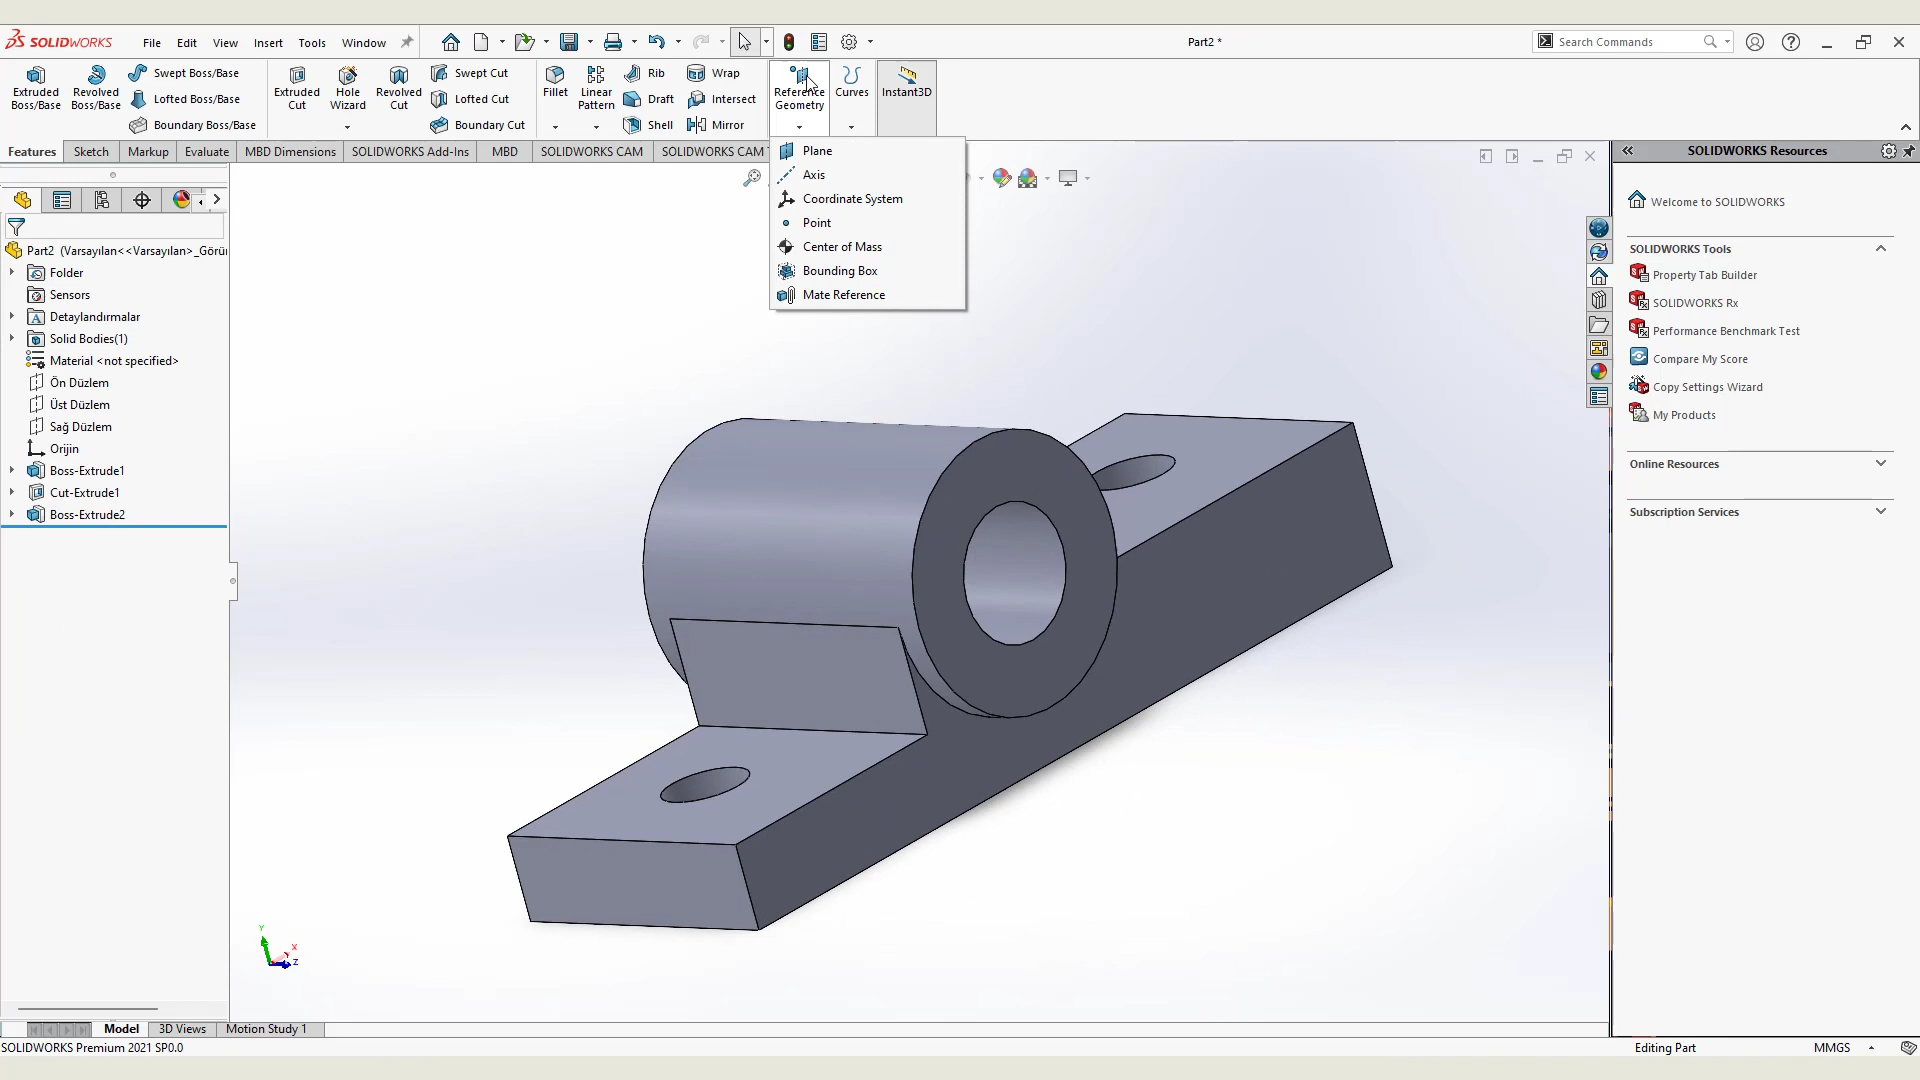 SOLIDWORKS
File Edit View Insert Tools Window
Part2 *
Search Commands
Extruded Boss/Base
Revolved Boss/Base
Swept Boss/Base
Lofted Boss/Base
Boundary Boss/Base
Extruded Cut
Hole Wizard
Revolved Cut
Swept Cut
Lofted Cut
Boundary Cut
Fillet
Linear Pattern
Rib
Draft
Shell
Wrap
Intersect
Mirror
Reference Geometry
Curves
Instant3D
Features Sketch Markup Evaluate MBD Dimensions SOLIDWORKS Add-Ins MBD SOLIDWORKS CAM SOLIDWORKS CAM T
Plane
Axis
Coordinate System
Point
Center of Mass
Bounding Box
Mate Reference
Part2 (Varsayılan<<Varsayılan>_Görü
Folder
Sensors
Detaylandırmalar
Solid Bodies(1)
Material <not specified>
Ön Düzlem
Üst Düzlem
Sağ Düzlem
Orijin
Boss-Extrude1
Cut-Extrude1
Boss-Extrude2
Y
X
Z
SOLIDWORKS Resources
Welcome to SOLIDWORKS
SOLIDWORKS Tools
Property Tab Builder
SOLIDWORKS Rx
Performance Benchmark Test
Compare My Score
Copy Settings Wizard
My Products
Online Resources
Subscription Services
Model 3D Views Motion Study 1
SOLIDWORKS Premium 2021 SP0.0
Editing Part
MMGS